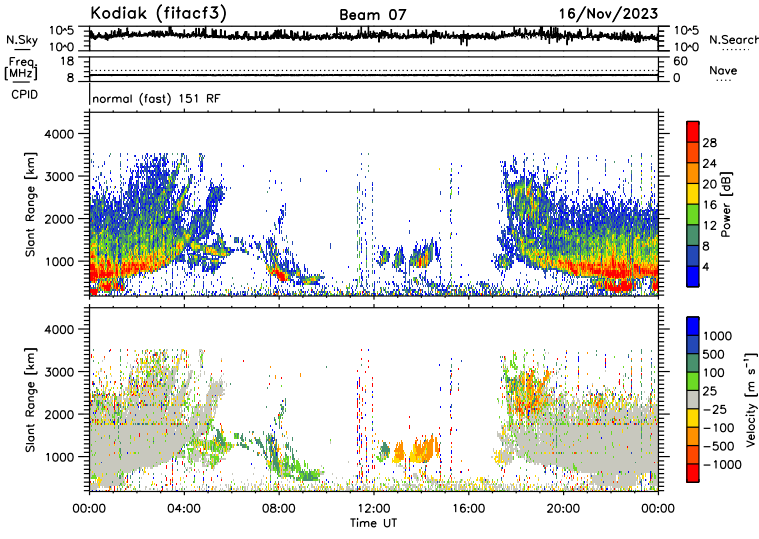 Kodiak (fitacf3) Beam 07 16/Nov/2023
N.Sky 10^5 10^0 10^5 10^0 N.Search
Freq. [MHz] 18 8 60 0 Nave
CPID normal (fast) 151 RF
Slant Range [km] 4000 3000 2000 1000
28 24 20 16 12 8 4 Power [dB]
Slant Range [km] 4000 3000 2000 1000
1000 500 100 25 -25 -100 -500 -1000 Velocity [m s^-1]
00:00 04:00 08:00 12:00 16:00 20:00 00:00
Time UT